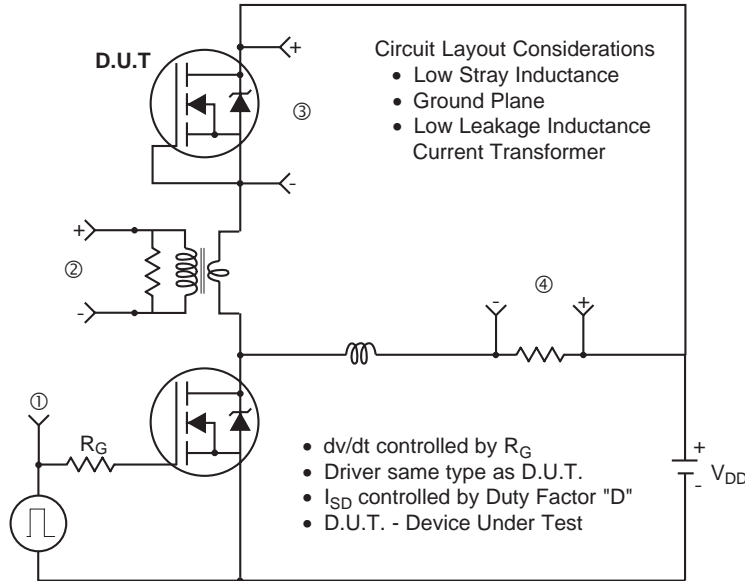 D.U.T
+
Circuit Layout Considerations
• Low Stray Inductance
• Ground Plane
• Low Leakage Inductance
Current Transformer
③
-
+
②
-
④
-
+
①
R_G
• dv/dt controlled by R_G
• Driver same type as D.U.T.
• I_SD controlled by Duty Factor "D"
• D.U.T. - Device Under Test
+
V_DD
-